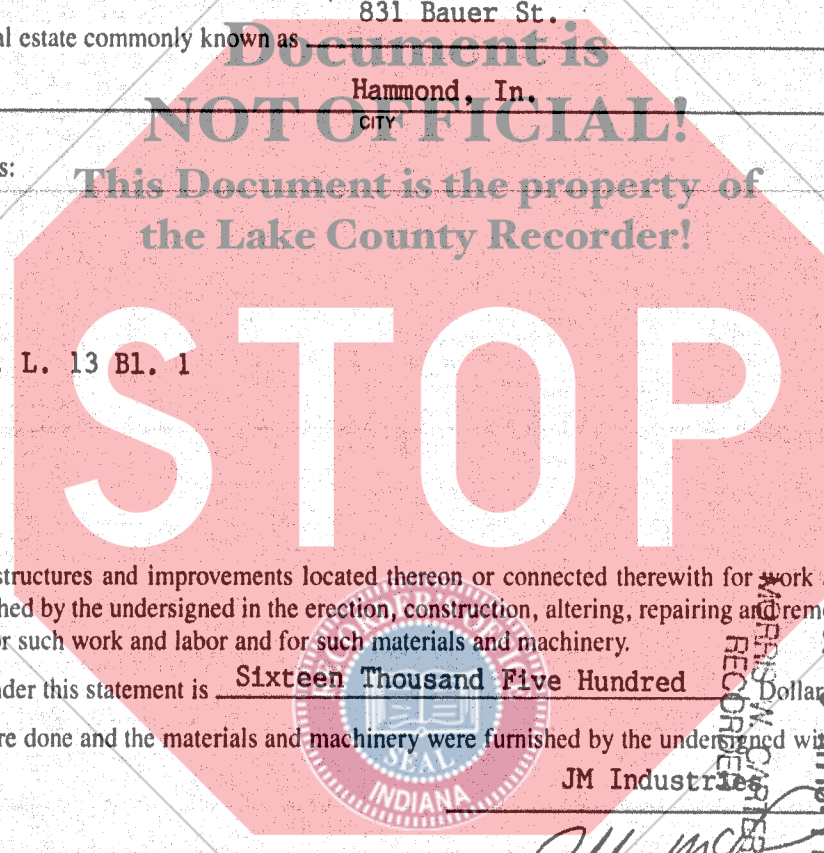 831 Bauer St.
al estate commonly known as
Document is
Hammond, In.
NOT OFFICIAL!
CITY
s:
This Document is the property of
the Lake County Recorder!
STOP
L. 13 Bl. 1
structures and improvements located thereon or connected therewith for work
hed by the undersigned in the erection, construction, altering, repairing and remo
or such work and labor and for such materials and machinery.
nder this statement is Sixteen Thousand Five Hundred Dollar
re done and the materials and machinery were furnished by the undersigned wi
JM Industries
SEAL
INDIANA
MORRIS W. CARTER
RECORDER